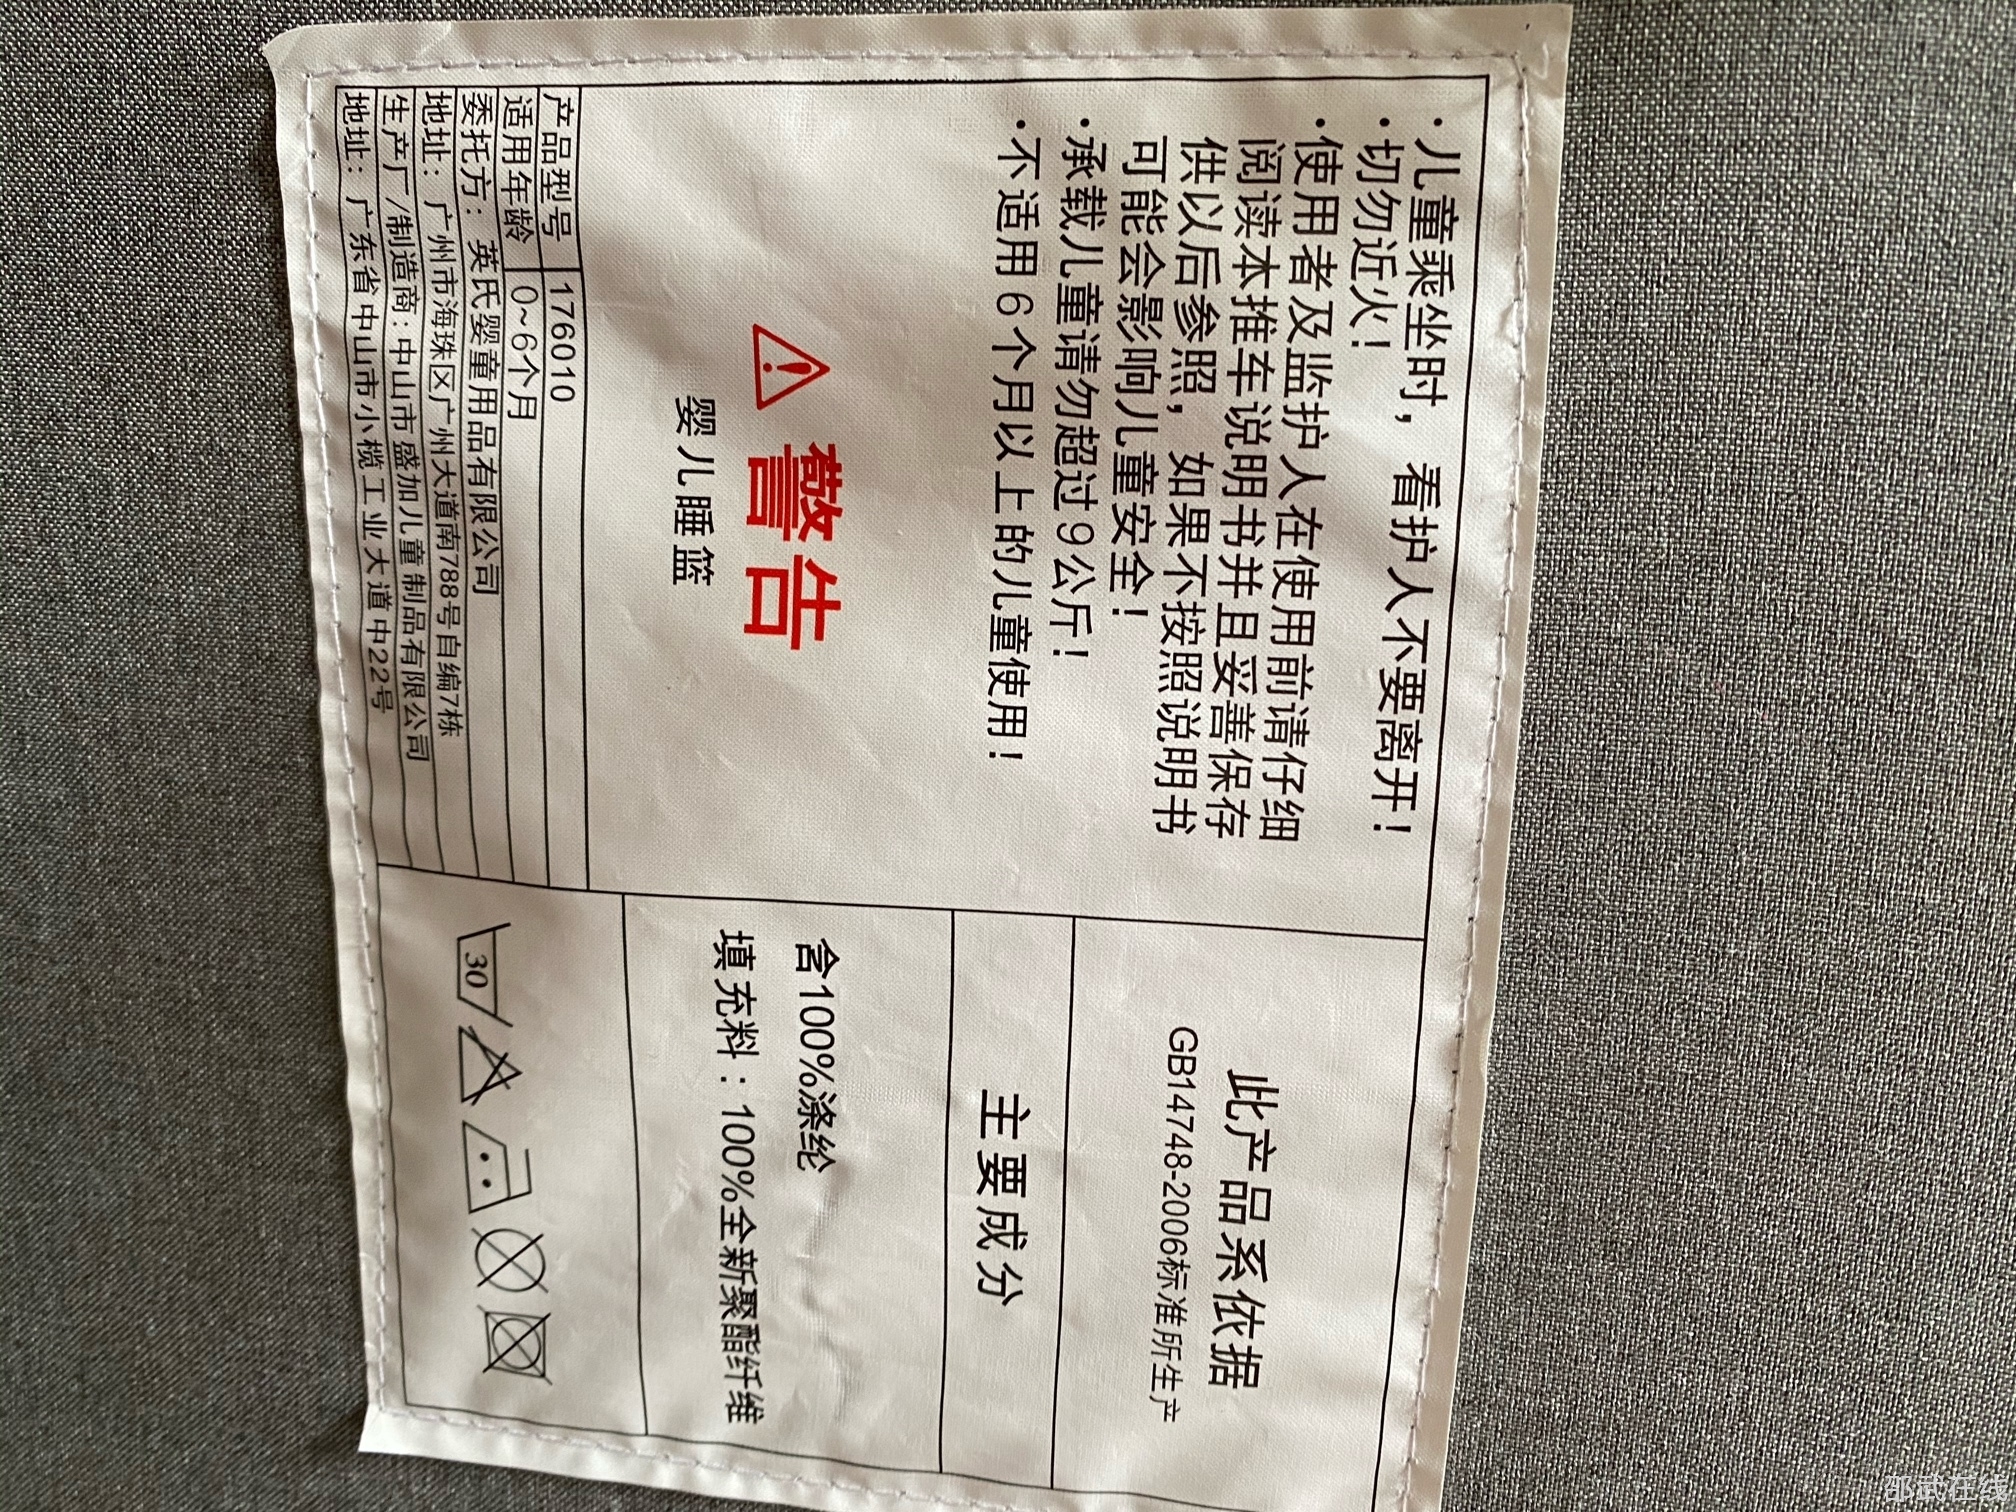 ·儿童乘坐时，看护人不要离开！
·切勿近火！
·使用者及监护人在使用前请仔细
阅读本推车说明书并且妥善保存
供以后参照，如果不按照说明书
可能会影响儿童安全！
·承载儿童请勿超过9公斤！
·不适用6个月以上的儿童使用！
警告
婴儿睡篮
产品型号 176010
适用年龄 0~6个月
委托方：英氏婴童用品有限公司
地址：广州市海珠区广州大道南788号自编7栋
生产厂/制造商：中山市盛加儿童制品有限公司
地址：广东省中山市小榄工业大道中22号
此产品系依据
GB14748-2006标准所生产
主要成分
含100%涤纶
填充料：100%全新聚酯纤维
30
邵武在线